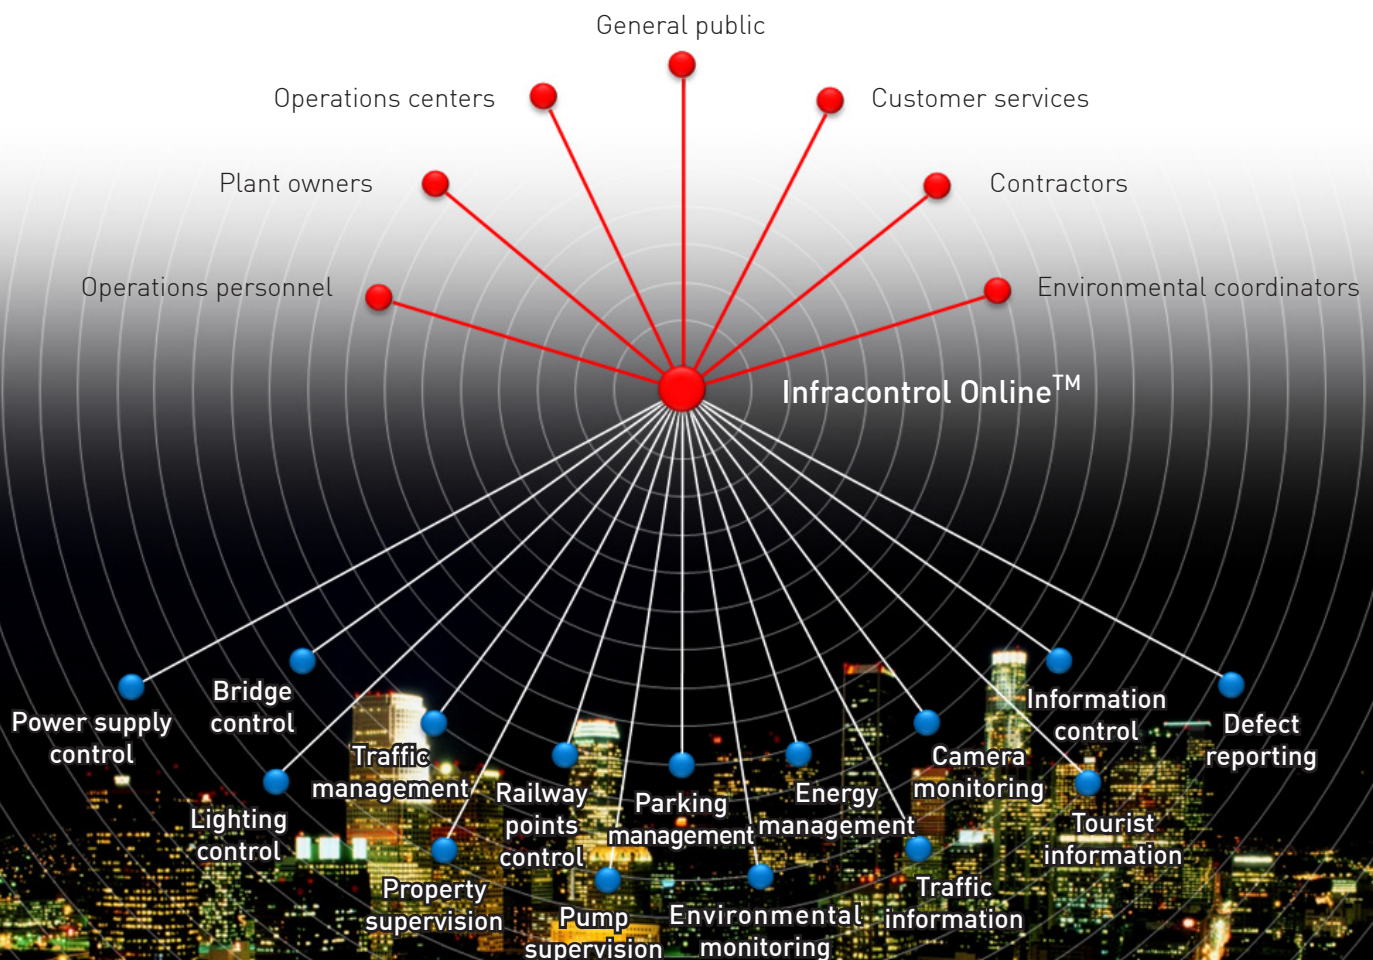 General public
Operations centers
Customer services
Plant owners
Contractors
Operations personnel
Environmental coordinators
Infracontrol Online™
Power supply
control
Bridge
control
Lighting
control
Traffic
management
Property
supervision
Railway
points
control
Pump
supervision
Parking
management
Environmental
monitoring
Energy
management
Traffic
information
Camera
monitoring
Information
control
Tourist
information
Defect
reporting